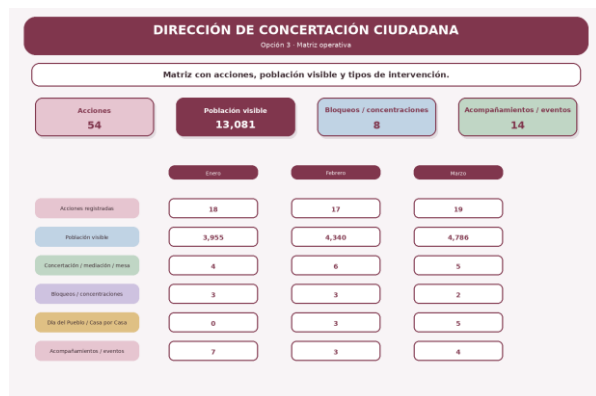 DIRECCIÓN DE CONCERTACIÓN CIUDADANA
Opción 3 · Matriz operativa
Matriz con acciones, población visible y tipos de intervención.
Acciones
54
Población visible
13,081
Bloqueos / concentraciones
8
Acompañamientos / eventos
14
Enero Febrero Marzo
Acciones registradas 18 17 19
Población visible 3,955 4,340 4,786
Concertación / mediación / mesa 4 6 5
Bloqueos / concentraciones 3 3 2
Día del Pueblo / Casa por Casa 0 3 5
Acompañamientos / eventos 7 3 4